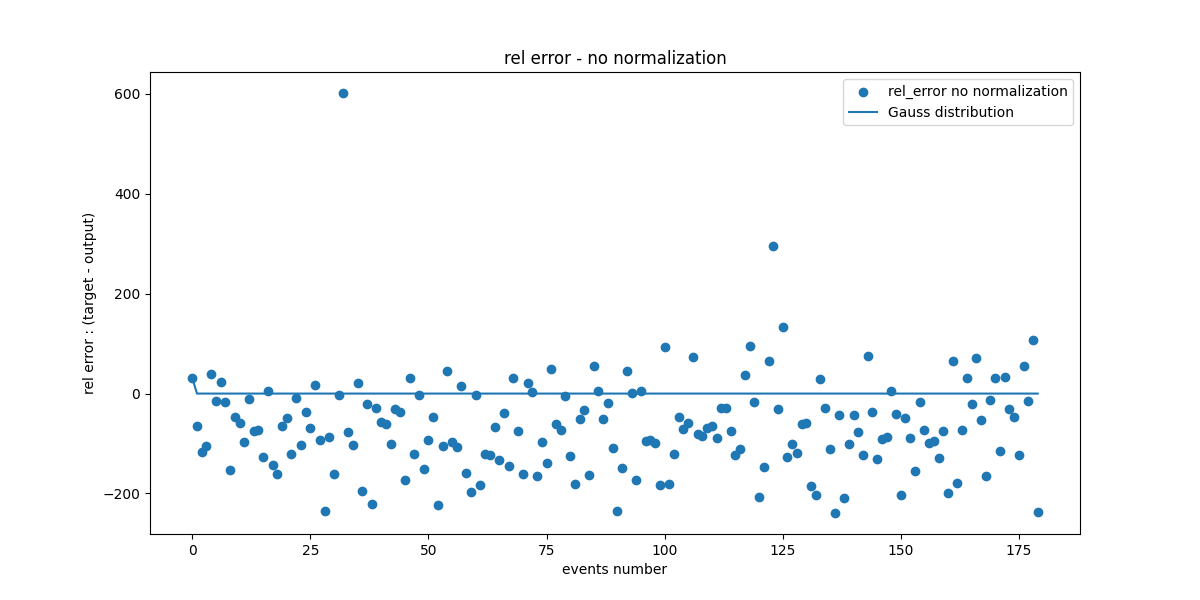 rel error - no normalization
rel_error no normalization
Gauss distribution
600
400
200
0
−200
rel error : (target - output)
0 25 50 75 100 125 150 175
events number